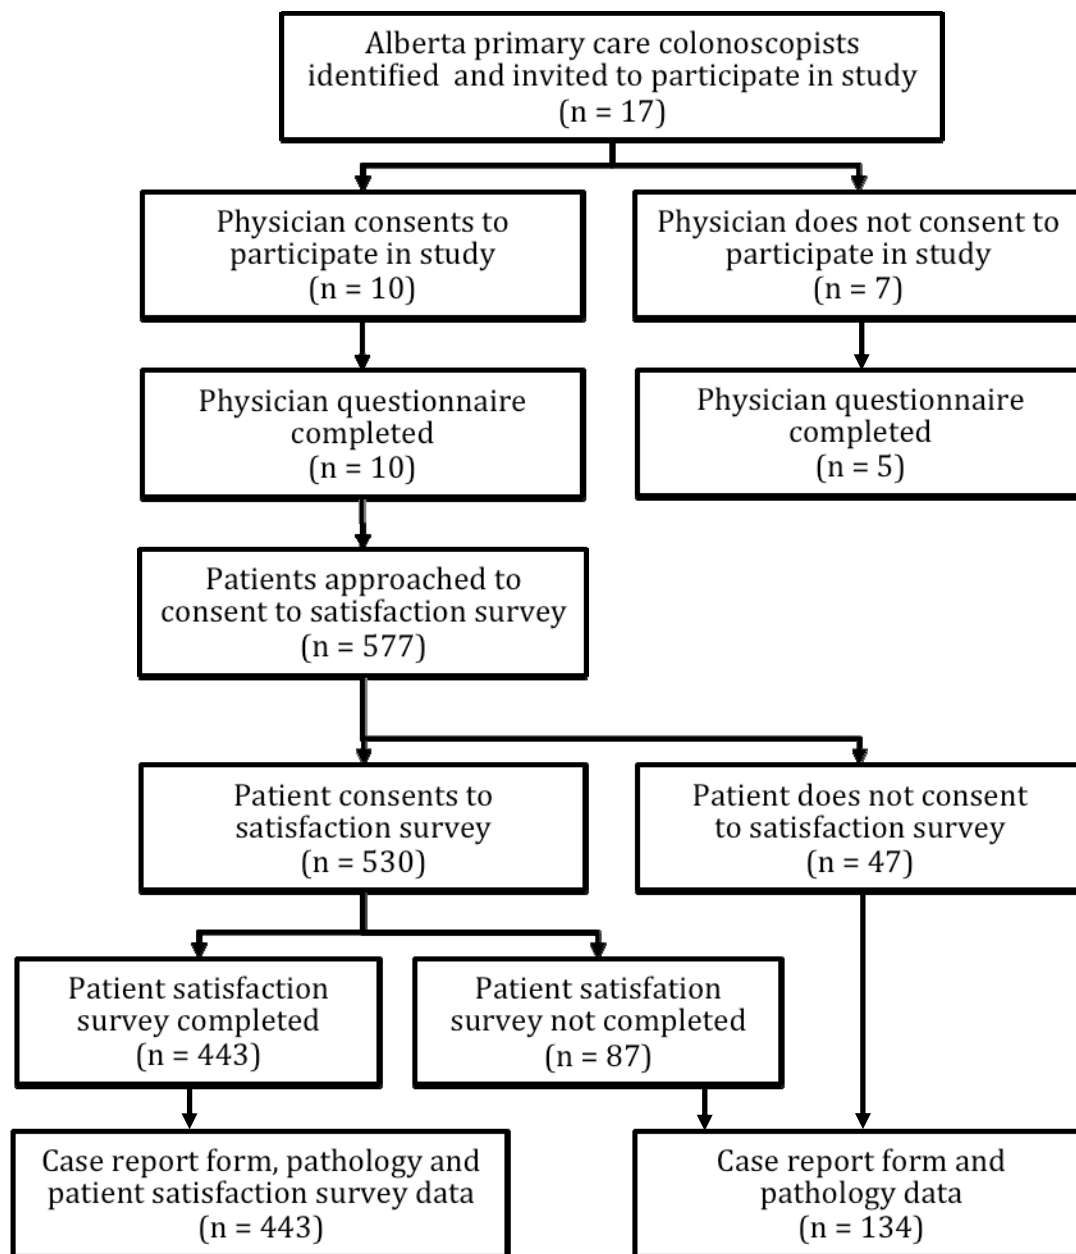 Alberta primary care colonoscopists
identified and invited to participate in study
(n = 17)
Physician consents to
participate in study
(n = 10)
Physician does not consent to
participate in study
(n = 7)
Physician questionnaire
completed
(n = 10)
Physician questionnaire
completed
(n = 5)
Patients approached to
consent to satisfaction survey
(n = 577)
Patient consents to
satisfaction survey
(n = 530)
Patient does not consent
to satisfaction survey
(n = 47)
Patient satisfaction
survey completed
(n = 443)
Patient satisfation
survey not completed
(n = 87)
Case report form, pathology and
patient satisfaction survey data
(n = 443)
Case report form and
pathology data
(n = 134)